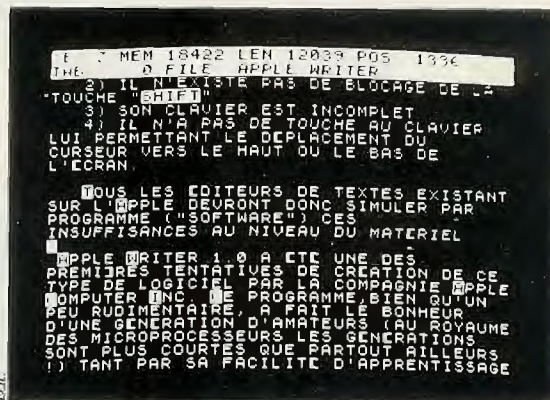 MEM 18422 LEN 12039 POS 1336
FILE APPLE WRITER
2) IL N'EXISTE PAS DE BLOCAGE DE LA
"TOUCHE "SHIFT"
3) SON CLAVIER EST INCOMPLET
4) IL N'A PAS DE TOUCHE AU CLAVIER
LUI PERMETTANT LE DEPLACEMENT DU
CURSEUR VERS LE HAUT OU LE BAS DE
L'ECRAN.
TOUS LES EDITEURS DE TEXTES EXISTANT
SUR L'APPLE DEVRONT DONC SIMULER PAR
PROGRAMME ("SOFTWARE") CES
INSUFFISANCES AU NIVEAU DU MATERIEL
APPLE WRITER 1.0 A ETE UNE DES
PREMI]RES TENTATIVES DE CREATION DE CE
TYPE DE LOGICIEL PAR LA COMPAGNIE APPLE
COMPUTER INC. CE PROGRAMME,BIEN QU'UN
PEU RUDIMENTAIRE, A FAIT LE BONHEUR
D'UNE GENERATION D'AMATEURS (AU ROYAUME
DES MICROPROCESSEURS LES GENERATIONS
SONT PLUS COURTES QUE PARTOUT AILLEURS
!) TANT PAR SA FACILITE D'APPRENTISSAGE